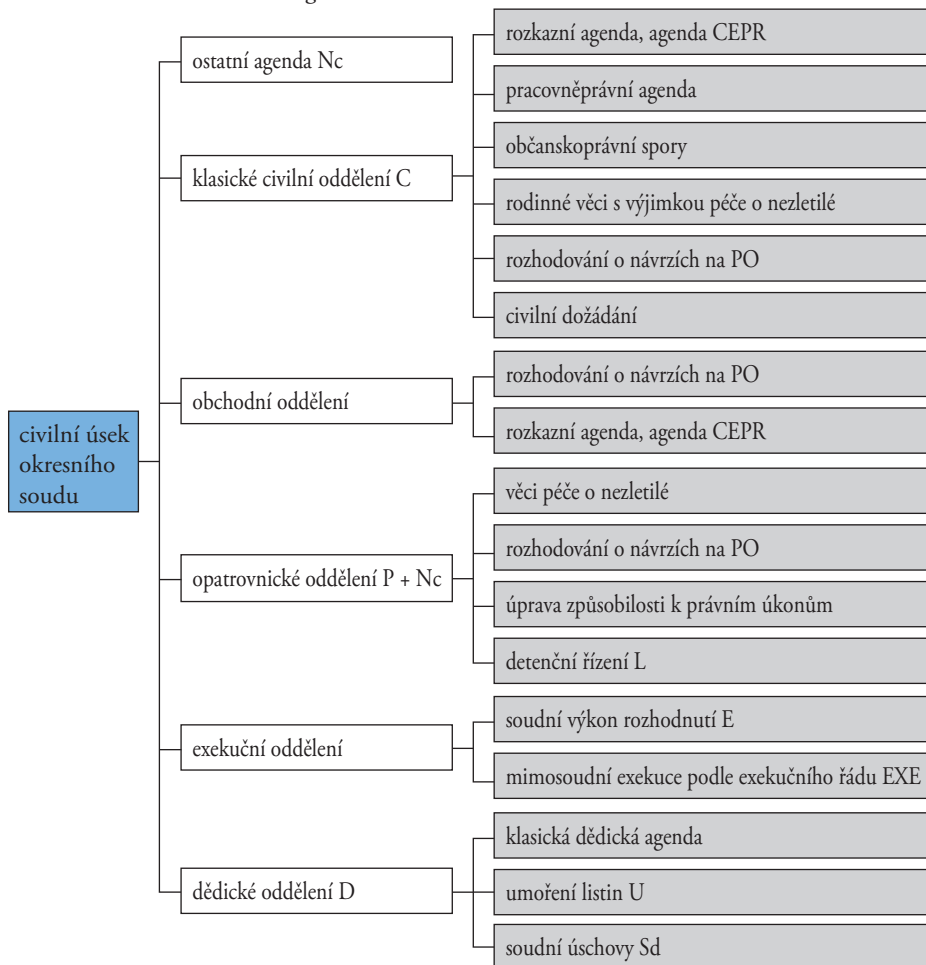 civilní úsek
okresního
soudu
ostatní agenda Nc
klasické civilní oddělení C
rozkazní agenda, agenda CEPR
pracovněprávní agenda
občanskoprávní spory
rodinné věci s výjimkou péče o nezletilé
rozhodování o návrzích na PO
civilní dožádání
obchodní oddělení
rozhodování o návrzích na PO
rozkazní agenda, agenda CEPR
opatrovnické oddělení P + Nc
věci péče o nezletilé
rozhodování o návrzích na PO
úprava způsobilosti k právním úkonům
detenční řízení L
exekuční oddělení
soudní výkon rozhodnutí E
mimosoudní exekuce podle exekučního řádu EXE
dědické oddělení D
klasická dědická agenda
umoření listin U
soudní úschovy Sd